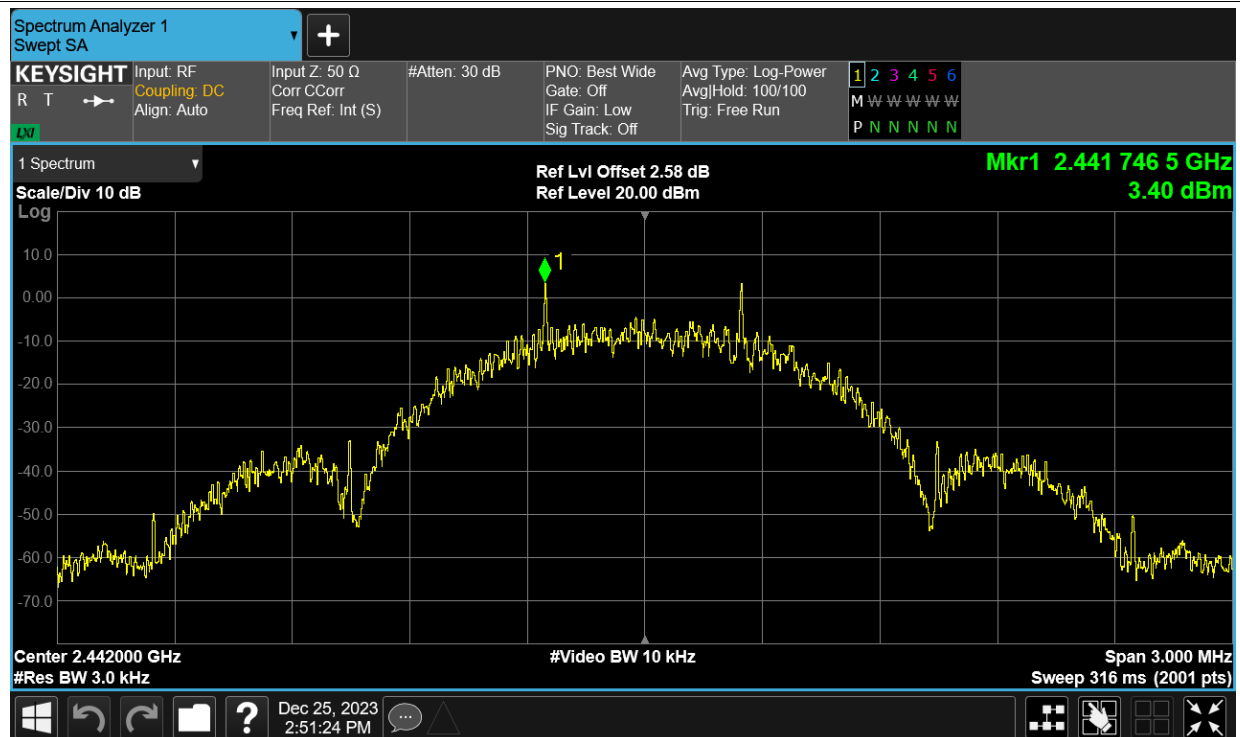 Spectrum Analyzer 1
Swept SA
+
KEYSIGHT
R T
LXI
Input: RF
Coupling: DC
Align: Auto
Input Z: 50 Ω
Corr CCorr
Freq Ref: Int (S)
#Atten: 30 dB
PNO: Best Wide
Gate: Off
IF Gain: Low
Sig Track: Off
Avg Type: Log-Power
Avg|Hold: 100/100
Trig: Free Run
1 2 3 4 5 6
M W W W W W
P N N N N N
1 Spectrum
Scale/Div 10 dB
Log
Ref Lvl Offset 2.58 dB
Ref Level 20.00 dBm
Mkr1 2.441 746 5 GHz
3.40 dBm
1
10.0
0.00
-10.0
-20.0
-30.0
-40.0
-50.0
-60.0
-70.0
Center 2.442000 GHz
#Res BW 3.0 kHz
#Video BW 10 kHz
Span 3.000 MHz
Sweep 316 ms (2001 pts)
?
Dec 25, 2023
2:51:24 PM